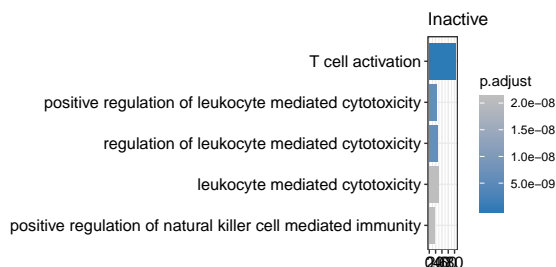 Inactive
T cell activation
positive regulation of leukocyte mediated cytotoxicity
regulation of leukocyte mediated cytotoxicity
leukocyte mediated cytotoxicity
positive regulation of natural killer cell mediated immunity
p.adjust
2.0e-08
1.5e-08
1.0e-08
5.0e-09